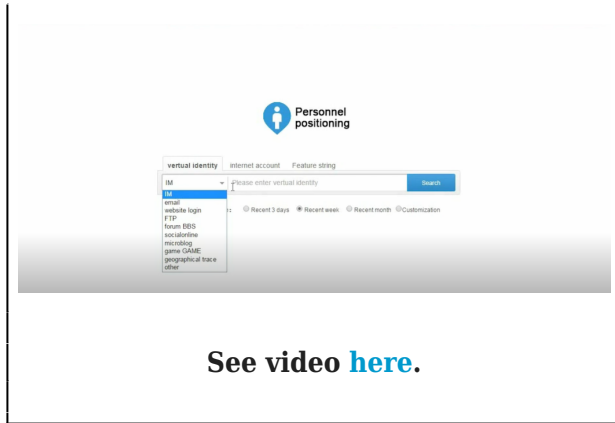 Personnel
positioning
vertual identity internet account Feature string
IM Please enter vertual identity Search
IM
email
website login
: Recent 3 days Recent week Recent month Customization
FTP
forum BBS
socialonline
microblog
game GAME
geographical trace
other
See video here.